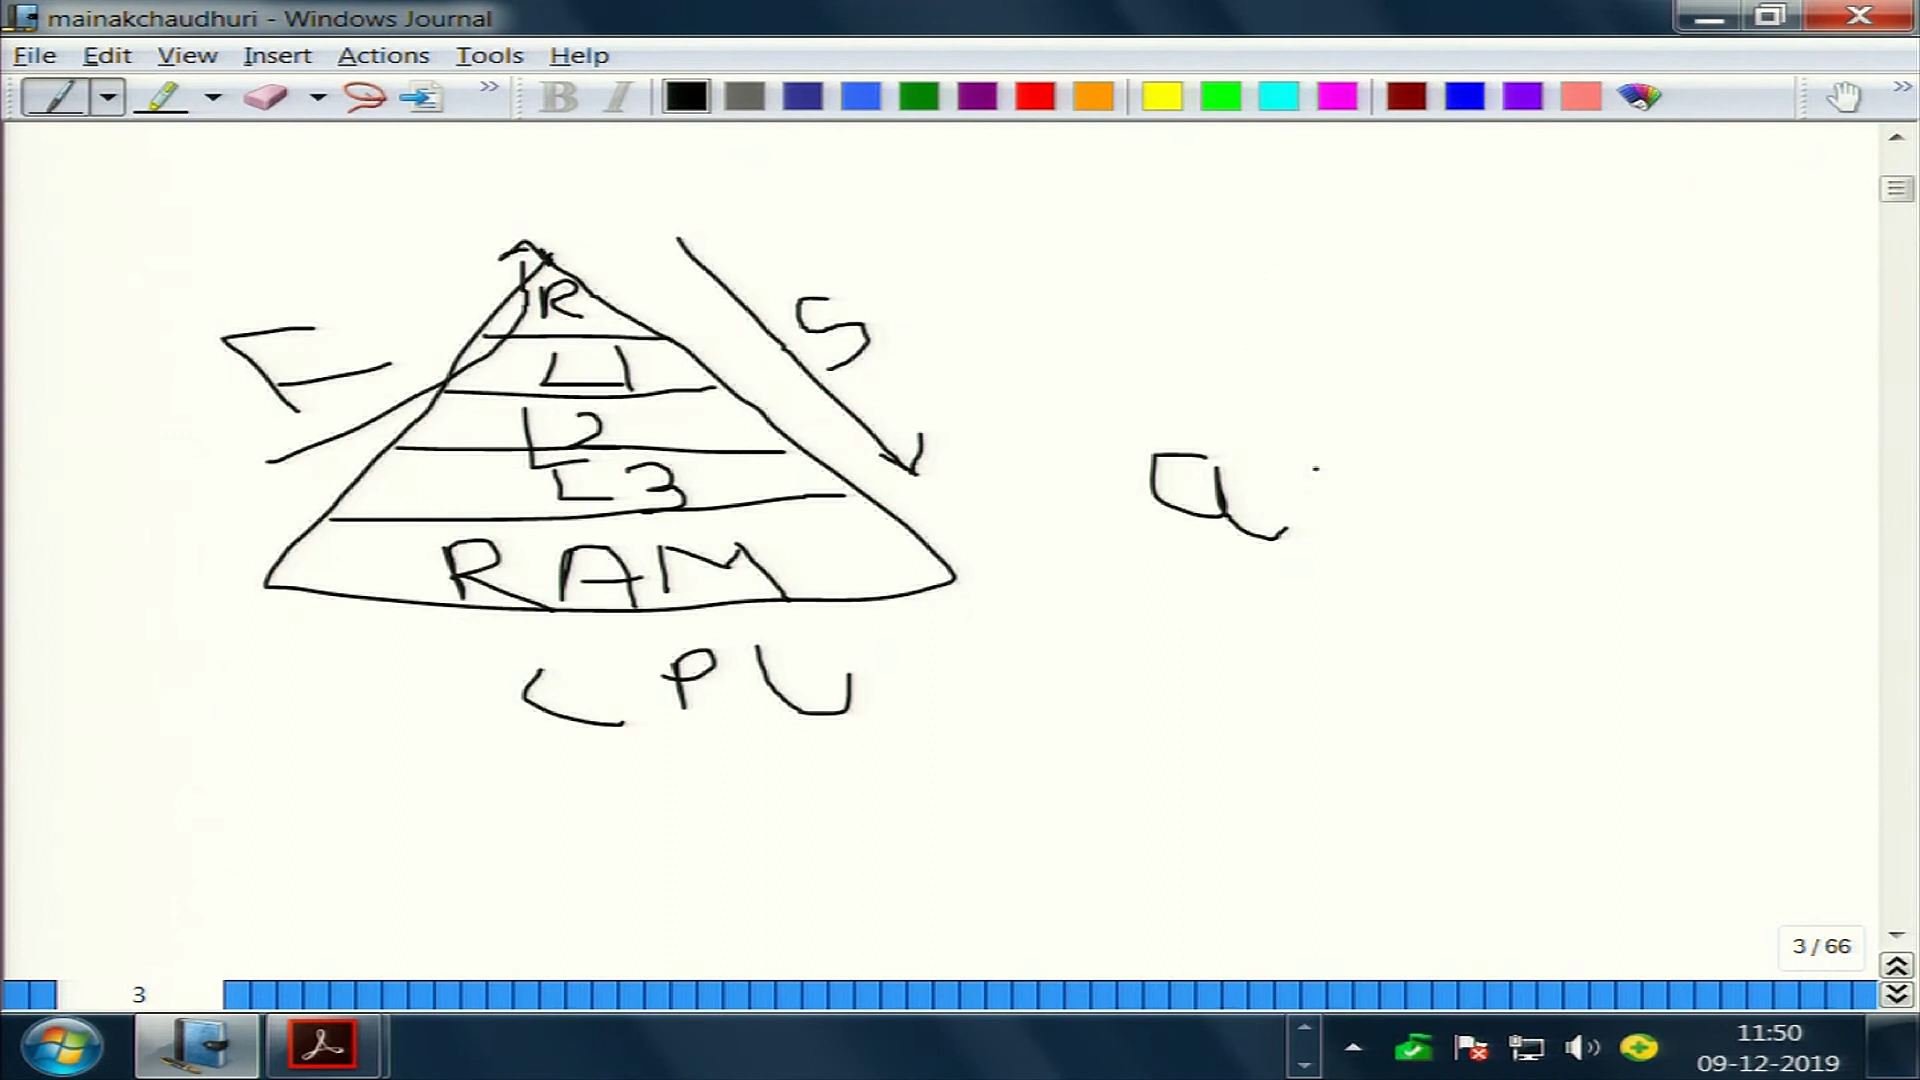 mainakchaudhuri - Windows Journal
File Edit View Insert Actions Tools Help
B I
R
L1
S
L2
L3
a
RAM
CPU
3 / 66
3
11:50
09-12-2019